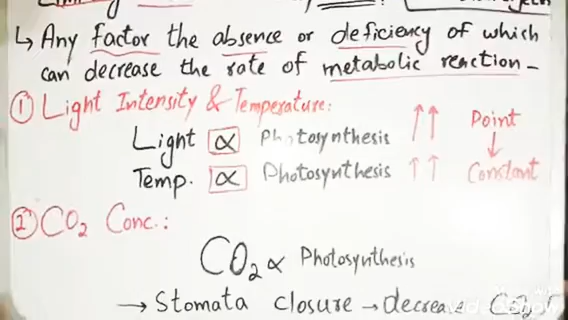 ↳ Any factor the absence or deficiency of which
can decrease the rate of metabolic reaction -
① Light Intensity & Temperature:
Light ∝ Photosynthesis ↑↑ Point
↓
Temp. ∝ Photosynthesis ↑↑ Constant
② CO₂ Conc.:
CO₂ ∝ Photosynthesis
→ Stomata closure → decrease CO₂